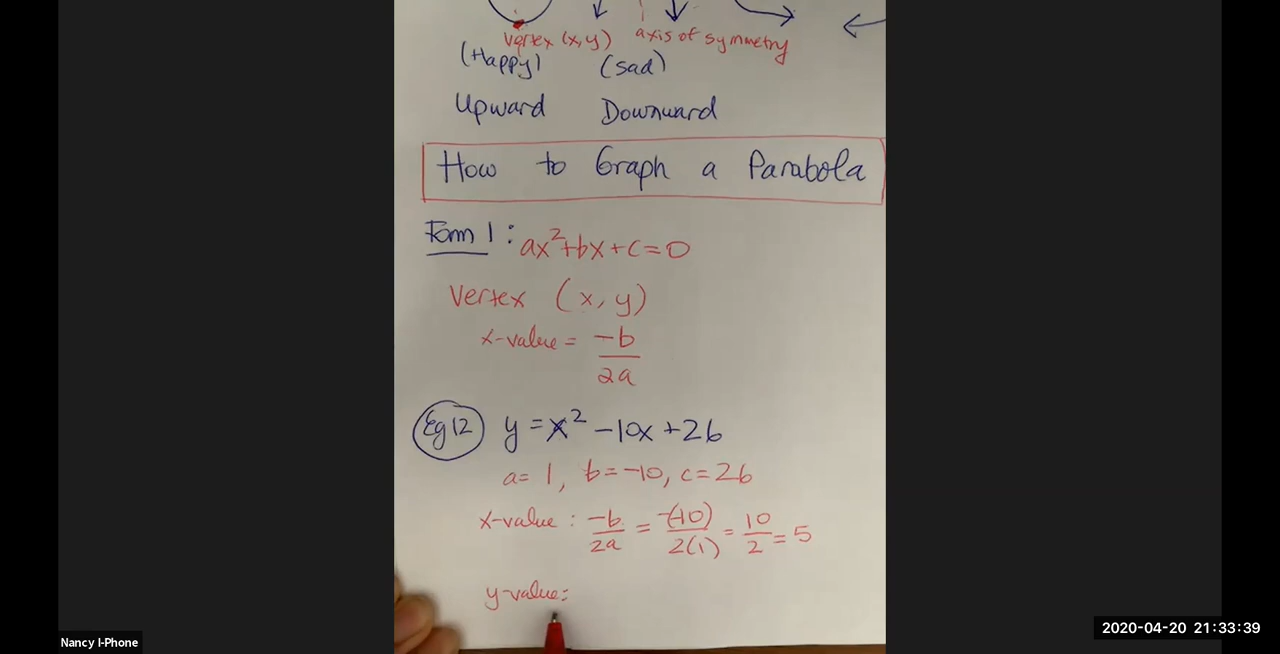 vertex (x, y) axis of symmetry
(Happy) (sad)
Upward Downward
How to Graph a Parabola
Form 1: ax²+bx+c=0
Vertex (x, y)
x-value = -b/2a
Eg 12 y = x² - 10x + 26
a = 1, b = -10, c = 26
x-value : -b/2a = -(-10)/2(1) = 10/2 = 5
y-value:
Nancy I-Phone
2020-04-20 21:33:39